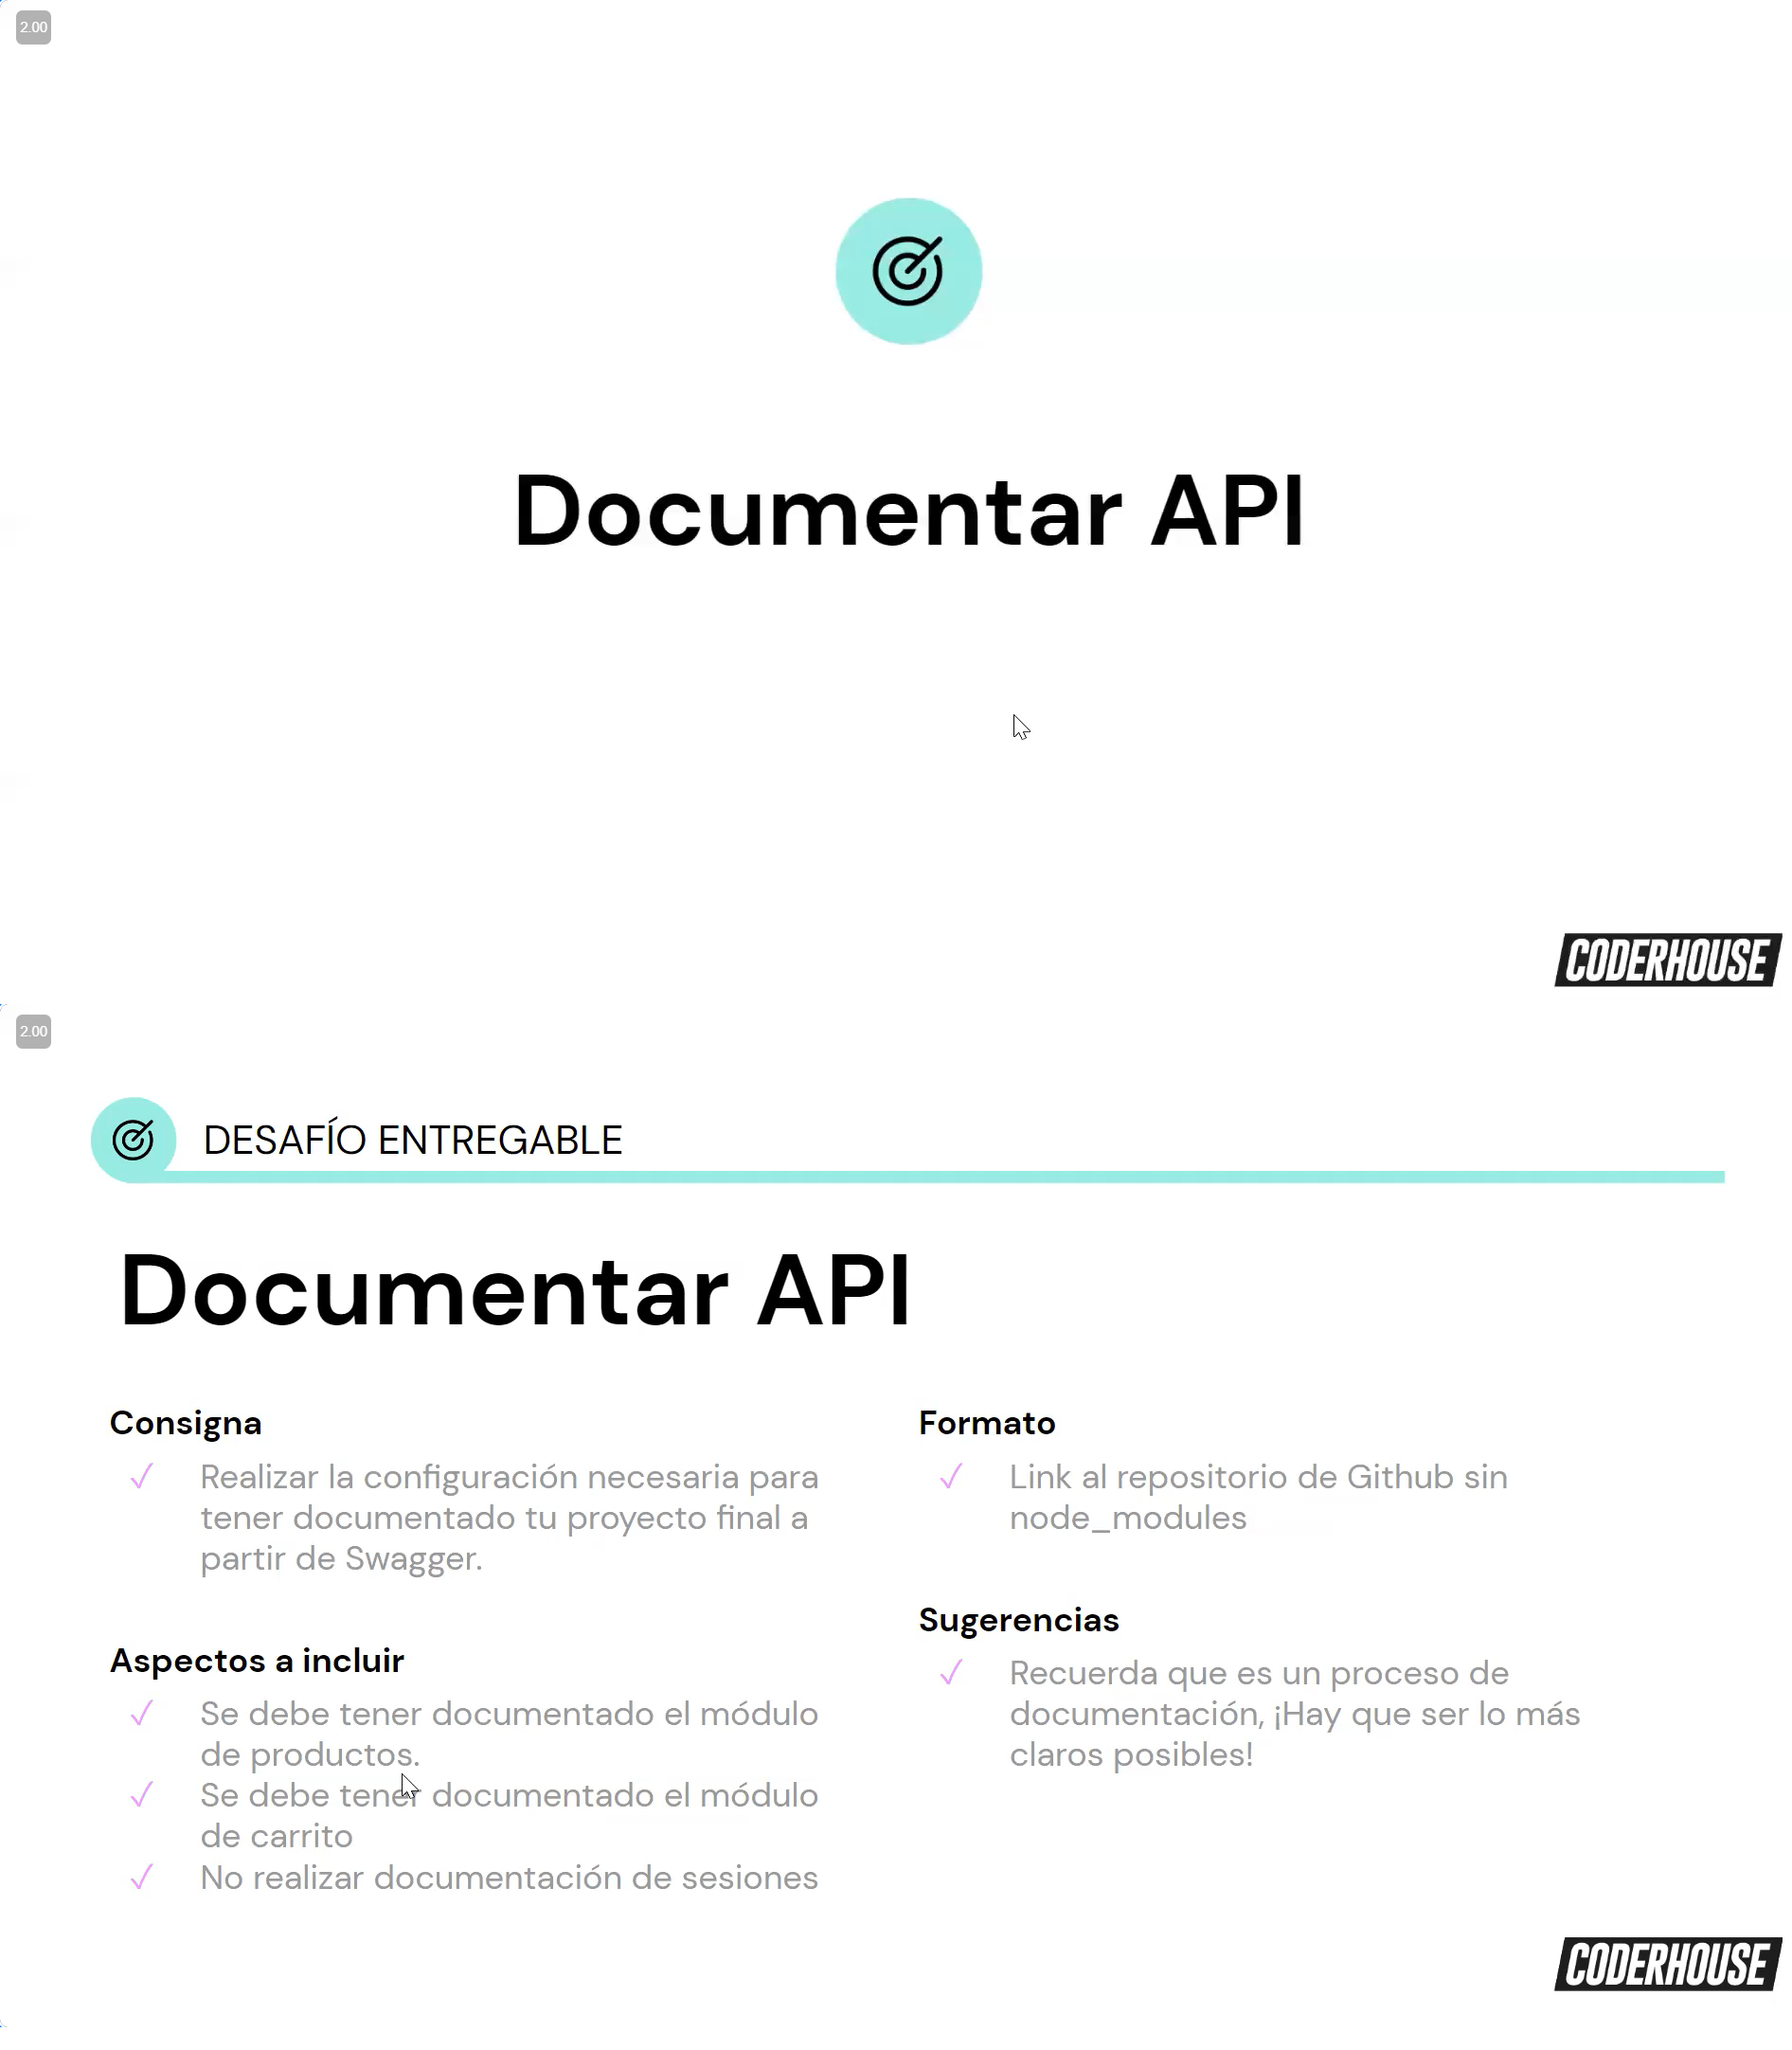 2.00
Documentar API
CODERHOUSE
2.00
DESAFÍO ENTREGABLE
Documentar API
Consigna
✓ Realizar la configuración necesaria para
tener documentado tu proyecto final a
partir de Swagger.
Aspectos a incluir
✓ Se debe tener documentado el módulo
de productos.
✓ Se debe tener documentado el módulo
de carrito
✓ No realizar documentación de sesiones
Formato
✓ Link al repositorio de Github sin
node_modules
Sugerencias
✓ Recuerda que es un proceso de
documentación, ¡Hay que ser lo más
claros posibles!
CODERHOUSE